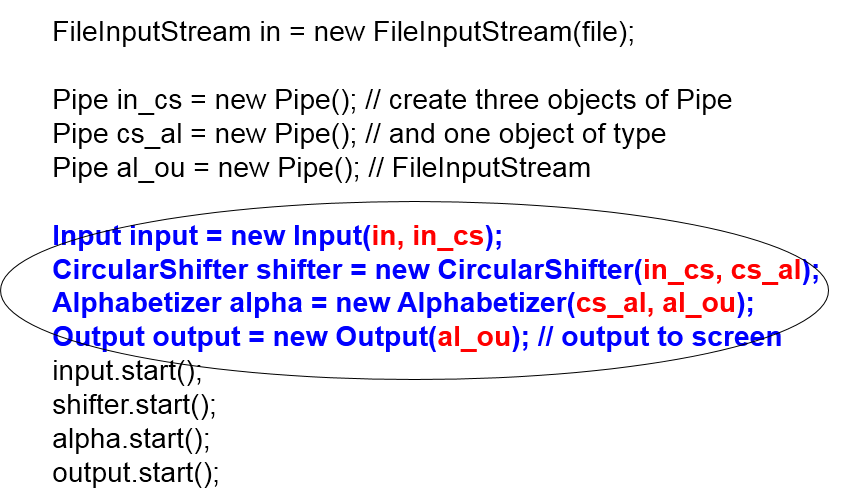 FileInputStream in = new FileInputStream(file);
Pipe in_cs = new Pipe(); // create three objects of Pipe
Pipe cs_al = new Pipe(); // and one object of type
Pipe al_ou = new Pipe(); // FileInputStream
Input input = new Input(in, in_cs);
CircularShifter shifter = new CircularShifter(in_cs, cs_al);
Alphabetizer alpha = new Alphabetizer(cs_al, al_ou);
Output output = new Output(al_ou); // output to screen
input.start();
shifter.start();
alpha.start();
output.start();